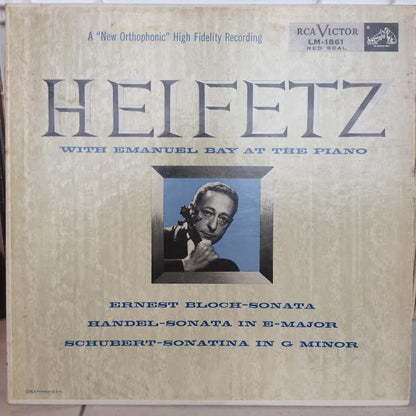 A "New Orthophonic" High Fidelity Recording
RCA VICTOR
LM-1861
RED SEAL
HEIFETZ
WITH EMANUEL BAY AT THE PIANO
ERNEST BLOCH-SONATA
HANDEL-SONATA IN E-MAJOR
SCHUBERT-SONATINA IN G MINOR